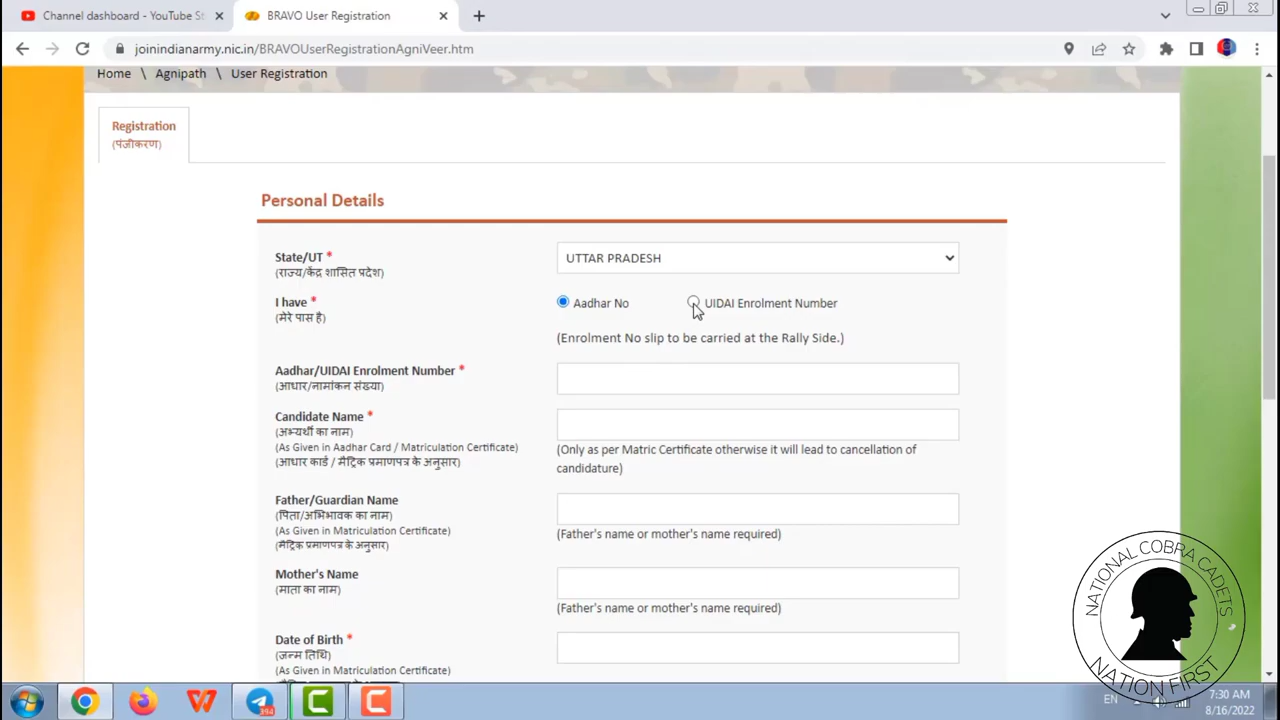 Channel dashboard - YouTube St
BRAVO User Registration
joinindianarmy.nic.in/BRAVOUserRegistrationAgniVeer.htm
Home \ Agnipath \ User Registration
Registration
(पंजीकरण)
Personal Details
State/UT *
(राज्य/केंद्र शासित प्रदेश)
UTTAR PRADESH
I have *
(मेरे पास है)
Aadhar No
UIDAI Enrolment Number
(Enrolment No slip to be carried at the Rally Side.)
Aadhar/UIDAI Enrolment Number *
(आधार/नामांकन संख्या)
Candidate Name *
(अभ्यर्थी का नाम)
(As Given in Aadhar Card / Matriculation Certificate)
(आधार कार्ड / मैट्रिक प्रमाणपत्र के अनुसार)
(Only as per Matric Certificate otherwise it will lead to cancellation of
candidature)
Father/Guardian Name
(पिता/अभिभावक का नाम)
(As Given in Matriculation Certificate)
(मैट्रिक प्रमाणपत्र के अनुसार)
(Father's name or mother's name required)
Mother's Name
(माता का नाम)
(Father's name or mother's name required)
Date of Birth *
(जन्म तिथि)
(As Given in Matriculation Certificate)
NATIONAL COBRA CADETS
NATION FIRST
394
EN
7:30 AM
8/16/2022